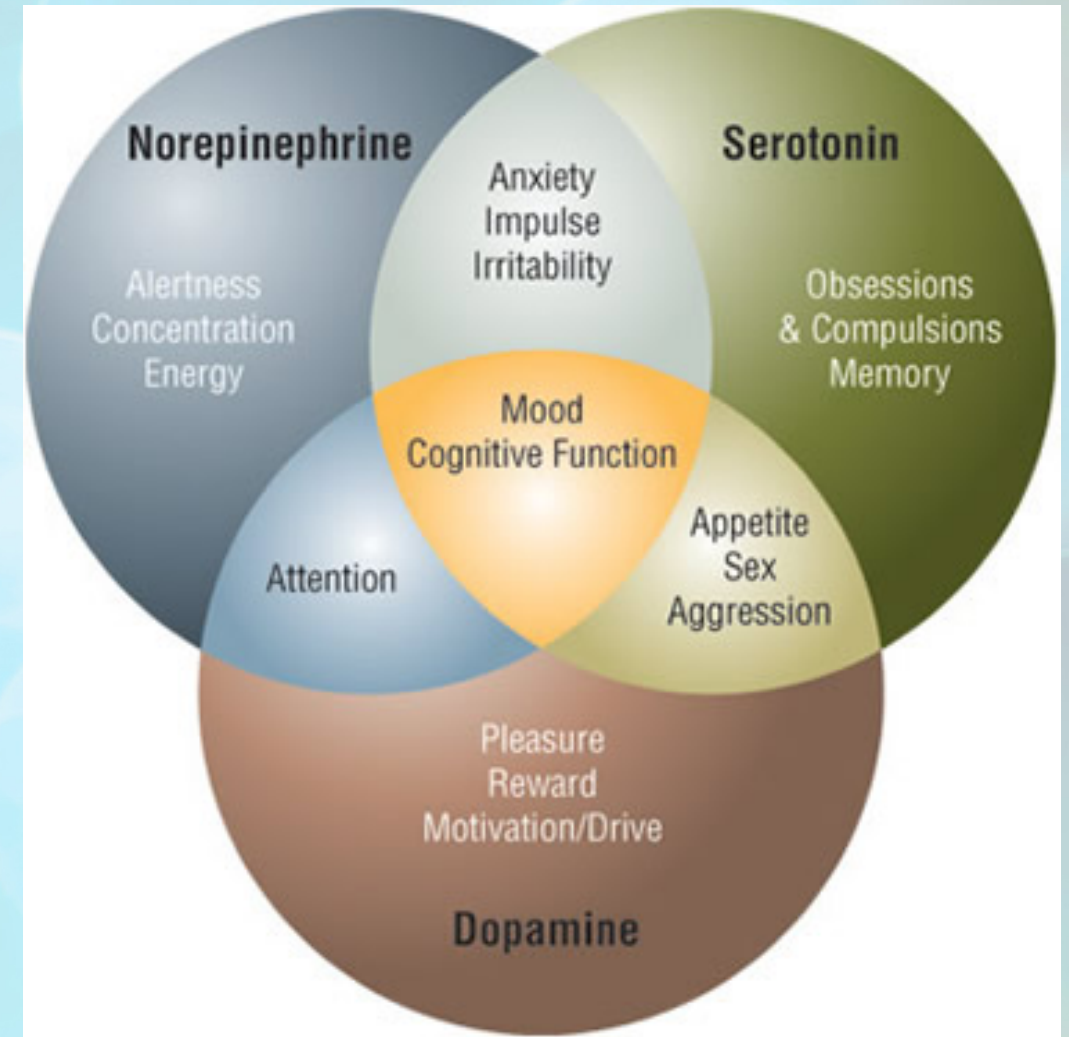 Norepinephrine
Serotonin
Anxiety
Impulse
Irritability
Alertness
Concentration
Energy
Obsessions
& Compulsions
Memory
Mood
Cognitive Function
Attention
Appetite
Sex
Aggression
Pleasure
Reward
Motivation/Drive
Dopamine